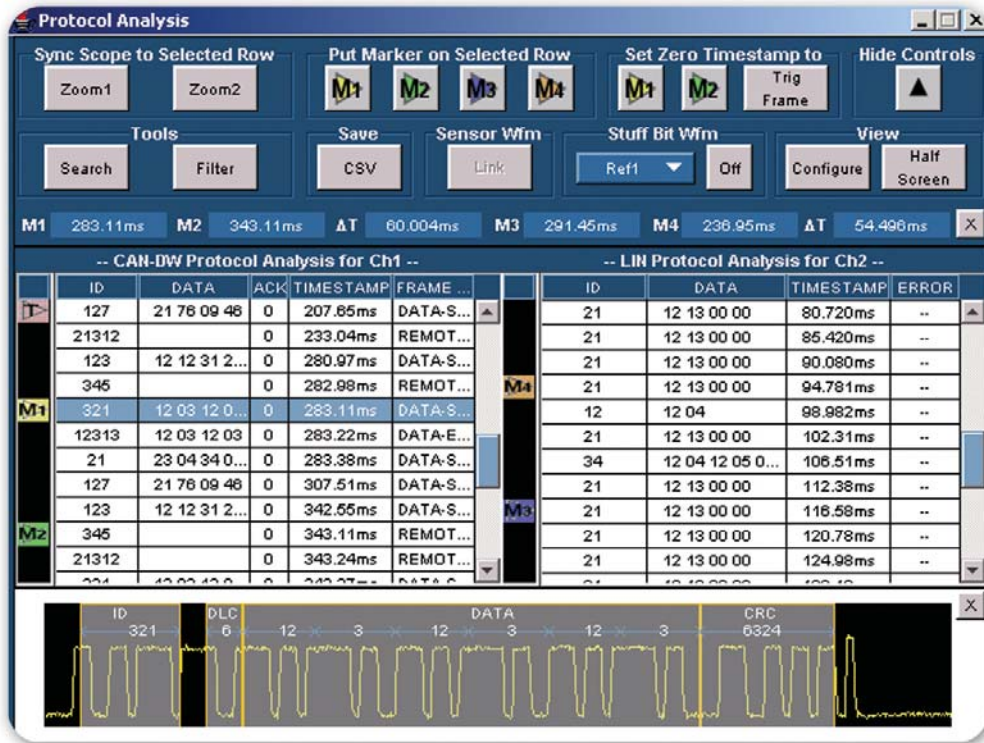 Protocol Analysis
Sync Scope to Selected Row
Put Marker on Selected Row
Set Zero Timestamp to
Hide Controls
Zoom1
Zoom2
M1
M2
M3
M4
M1
M2
Trig Frame
Tools
Save
Sensor Wfm
Stuff Bit Wfm
View
Search
Filter
CSV
Link
Ref1
Off
Configure
Half Screen
M1 283.11ms M2 343.11ms ΔT 60.004ms M3 291.45ms M4 236.95ms ΔT 54.496ms X
-- CAN-DW Protocol Analysis for Ch1 --
ID DATA ACK TIMESTAMP FRAME ...
T 127 21 76 09 46 0 207.65ms DATA-S...
21312 0 233.04ms REMOT...
123 12 12 31 2... 0 280.97ms DATA-S...
345 0 282.98ms REMOT...
M1 321 12 03 12 0... 0 283.11ms DATA-S...
12313 12 03 12 03 0 283.22ms DATA-E...
21 23 04 34 0... 0 283.38ms DATA-S...
127 21 76 09 46 0 307.51ms DATA-S...
123 12 12 31 2... 0 342.55ms DATA-S...
M2 345 0 343.11ms REMOT...
21312 0 343.24ms REMOT...
-- LIN Protocol Analysis for Ch2 --
ID DATA TIMESTAMP ERROR
21 12 13 00 00 80.720ms --
21 12 13 00 00 85.420ms --
21 12 13 00 00 90.080ms --
M4 21 12 13 00 00 94.781ms --
12 12 04 98.982ms --
21 12 13 00 00 102.31ms --
34 12 04 12 05 0... 106.51ms --
21 12 13 00 00 112.38ms --
M3 21 12 13 00 00 116.58ms --
21 12 13 00 00 120.78ms --
21 12 13 00 00 124.98ms --
X
ID DLC DATA CRC
321 6 12 3 12 3 12 3 6324